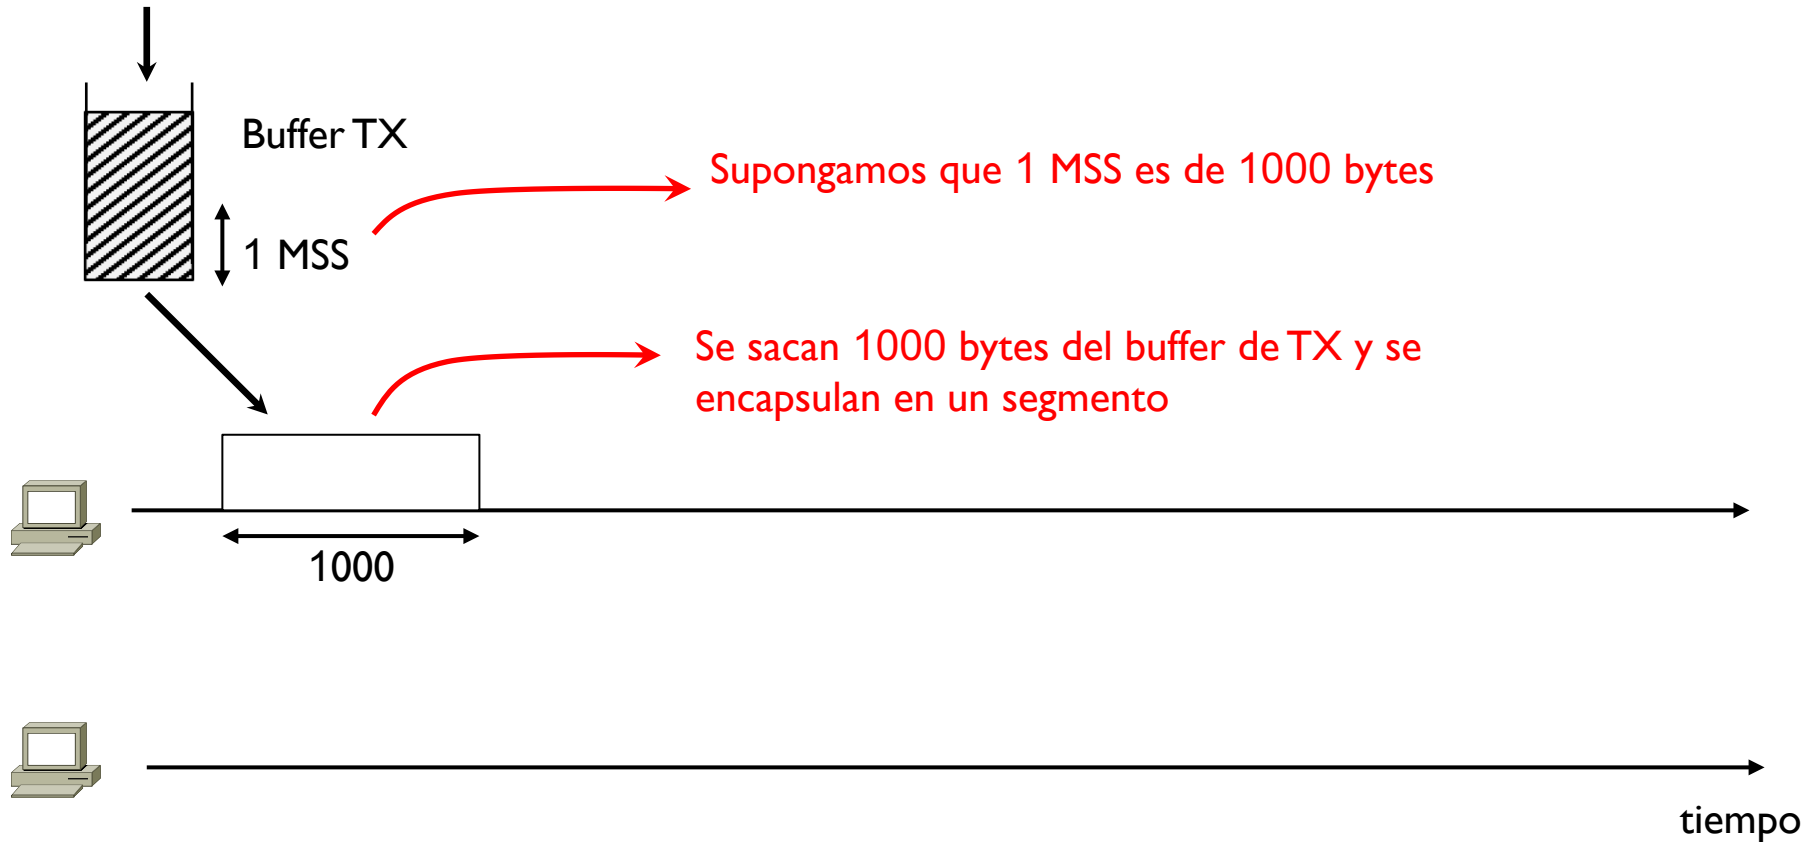 Buffer TX
Supongamos que 1 MSS es de 1000 bytes
1 MSS
Se sacan 1000 bytes del buffer de TX y se
encapsulan en un segmento
1000
tiempo